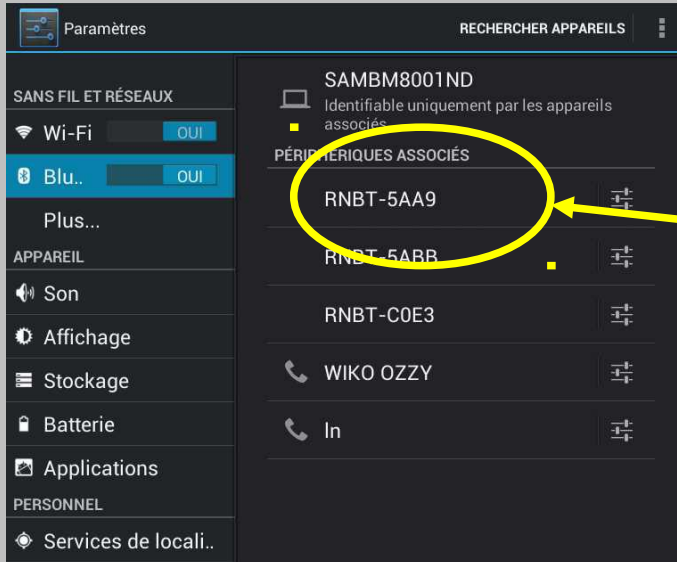 Paramètres
RECHERCHER APPAREILS
SANS FIL ET RÉSEAUX
Wi-Fi OUI
Blu.. OUI
Plus...
APPAREIL
Son
Affichage
Stockage
Batterie
Applications
PERSONNEL
Services de locali..
SAMBM8001ND
Identifiable uniquement par les appareils
associés
PÉRIPHÉRIQUES ASSOCIÉS
RNBT-5AA9
RNBT-5ABB
RNBT-C0E3
WIKO OZZY
In